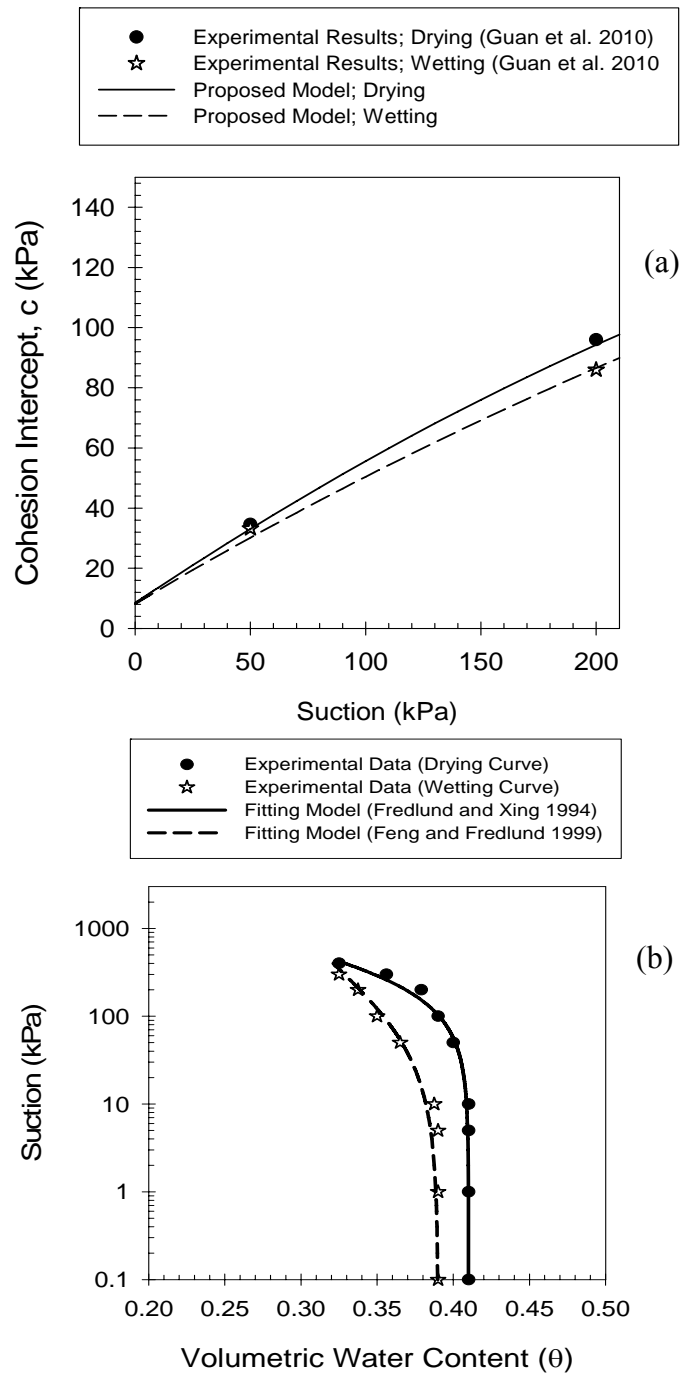 Experimental Results; Drying (Guan et al. 2010)
Experimental Results; Wetting (Guan et al. 2010
Proposed Model; Drying
Proposed Model; Wetting
140
120
100
80
60
40
20
0
Cohesion Intercept, c (kPa)
(a)
0 50 100 150 200
Suction (kPa)
Experimental Data (Drying Curve)
Experimental Data (Wetting Curve)
Fitting Model (Fredlund and Xing 1994)
Fitting Model (Feng and Fredlund 1999)
1000
100
10
1
0.1
Suction (kPa)
(b)
0.20 0.25 0.30 0.35 0.40 0.45 0.50
Volumetric Water Content (θ)